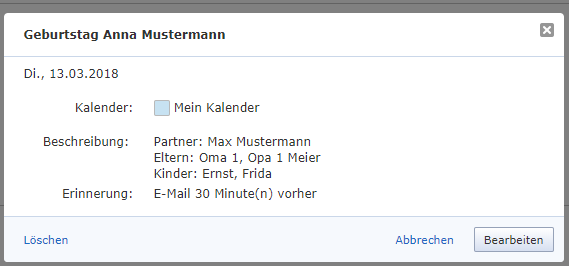 Geburtstag Anna Mustermann
Di., 13.03.2018
Kalender: Mein Kalender
Beschreibung: Partner: Max Mustermann
Eltern: Oma 1, Opa 1 Meier
Kinder: Ernst, Frida
Erinnerung: E-Mail 30 Minute(n) vorher
Löschen Abbrechen Bearbeiten